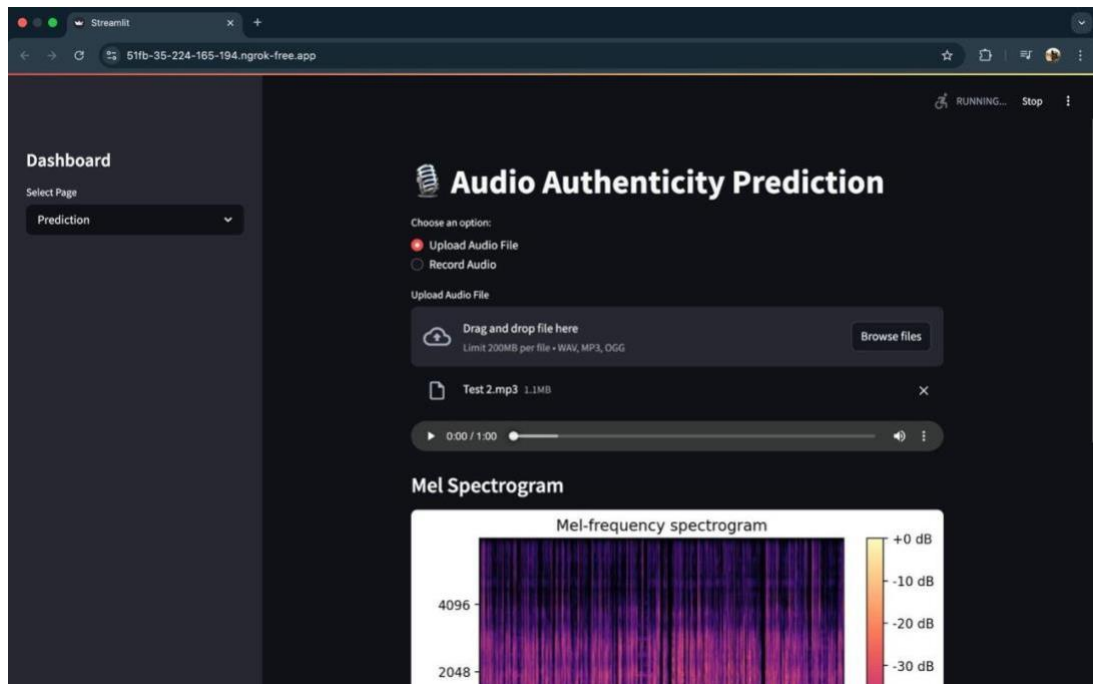 Streamlit
51fb-35-224-165-194.ngrok-free.app
RUNNING... Stop
Dashboard
Select Page
Prediction
Audio Authenticity Prediction
Choose an option:
Upload Audio File
Record Audio
Upload Audio File
Drag and drop file here
Limit 200MB per file • WAV, MP3, OGG
Browse files
Test 2.mp3 1.1MB
0:00 / 1:00
Mel Spectrogram
Mel-frequency spectrogram
+0 dB
-10 dB
4096
-20 dB
-30 dB
2048